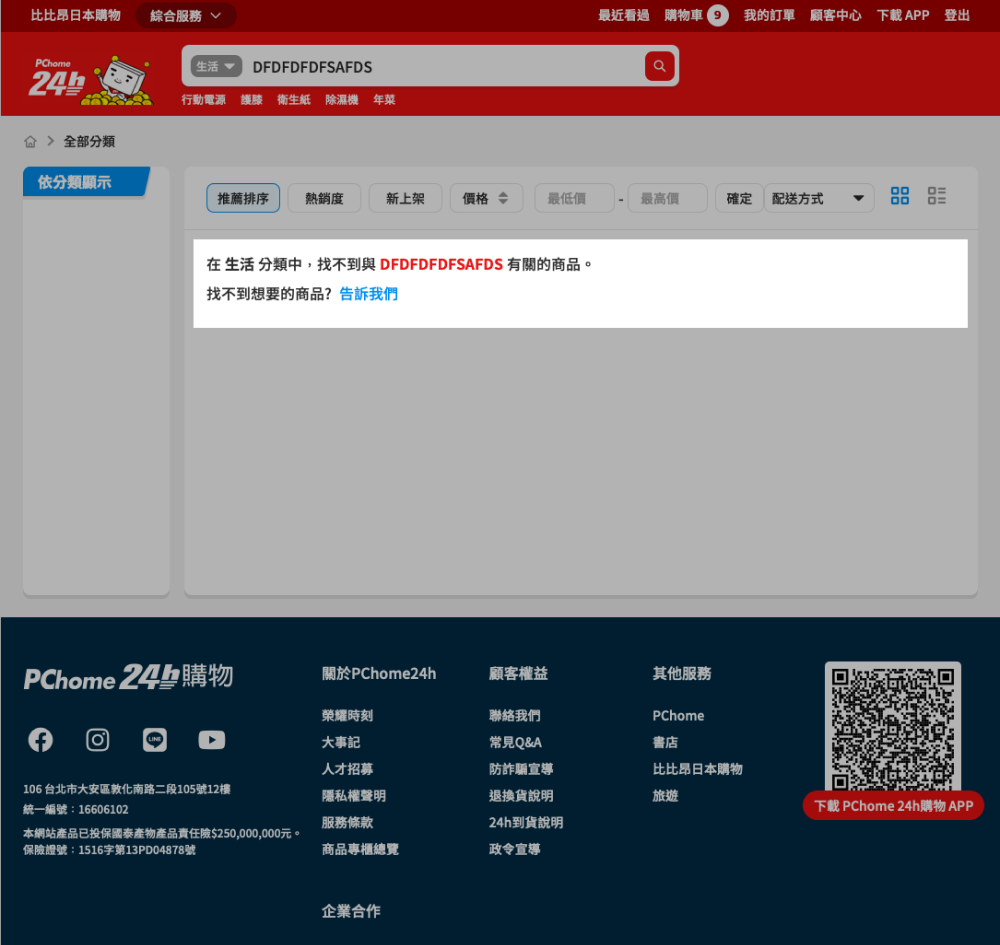 比比昂日本購物 綜合服務 最近看過 購物車 9 我的訂單 顧客中心 下載 APP 登出
PChome
24h
生活 DFDFDFDFSAFDS
行動電源 護膝 衛生紙 除濕機 年菜
全部分類
依分類顯示
推薦排序 熱銷度 新上架 價格 最低價 - 最高價 確定 配送方式
在 生活 分類中，找不到與 DFDFDFDFSAFDS 有關的商品。
找不到想要的商品? 告訴我們
PChome 24h購物
LINE
106 台北市大安區敦化南路二段105號12樓
統一編號：16606102
本網站產品已投保國泰產物產品責任險$250,000,000元。
保險證號：1516字第13PD04878號
關於PChome24h
榮耀時刻
大事記
人才招募
隱私權聲明
服務條款
商品專櫃總覽
企業合作
顧客權益
聯絡我們
常見Q&A
防詐騙宣導
退換貨說明
24h到貨說明
政令宣導
其他服務
PChome
書店
比比昂日本購物
旅遊
下載 PChome 24h購物 APP